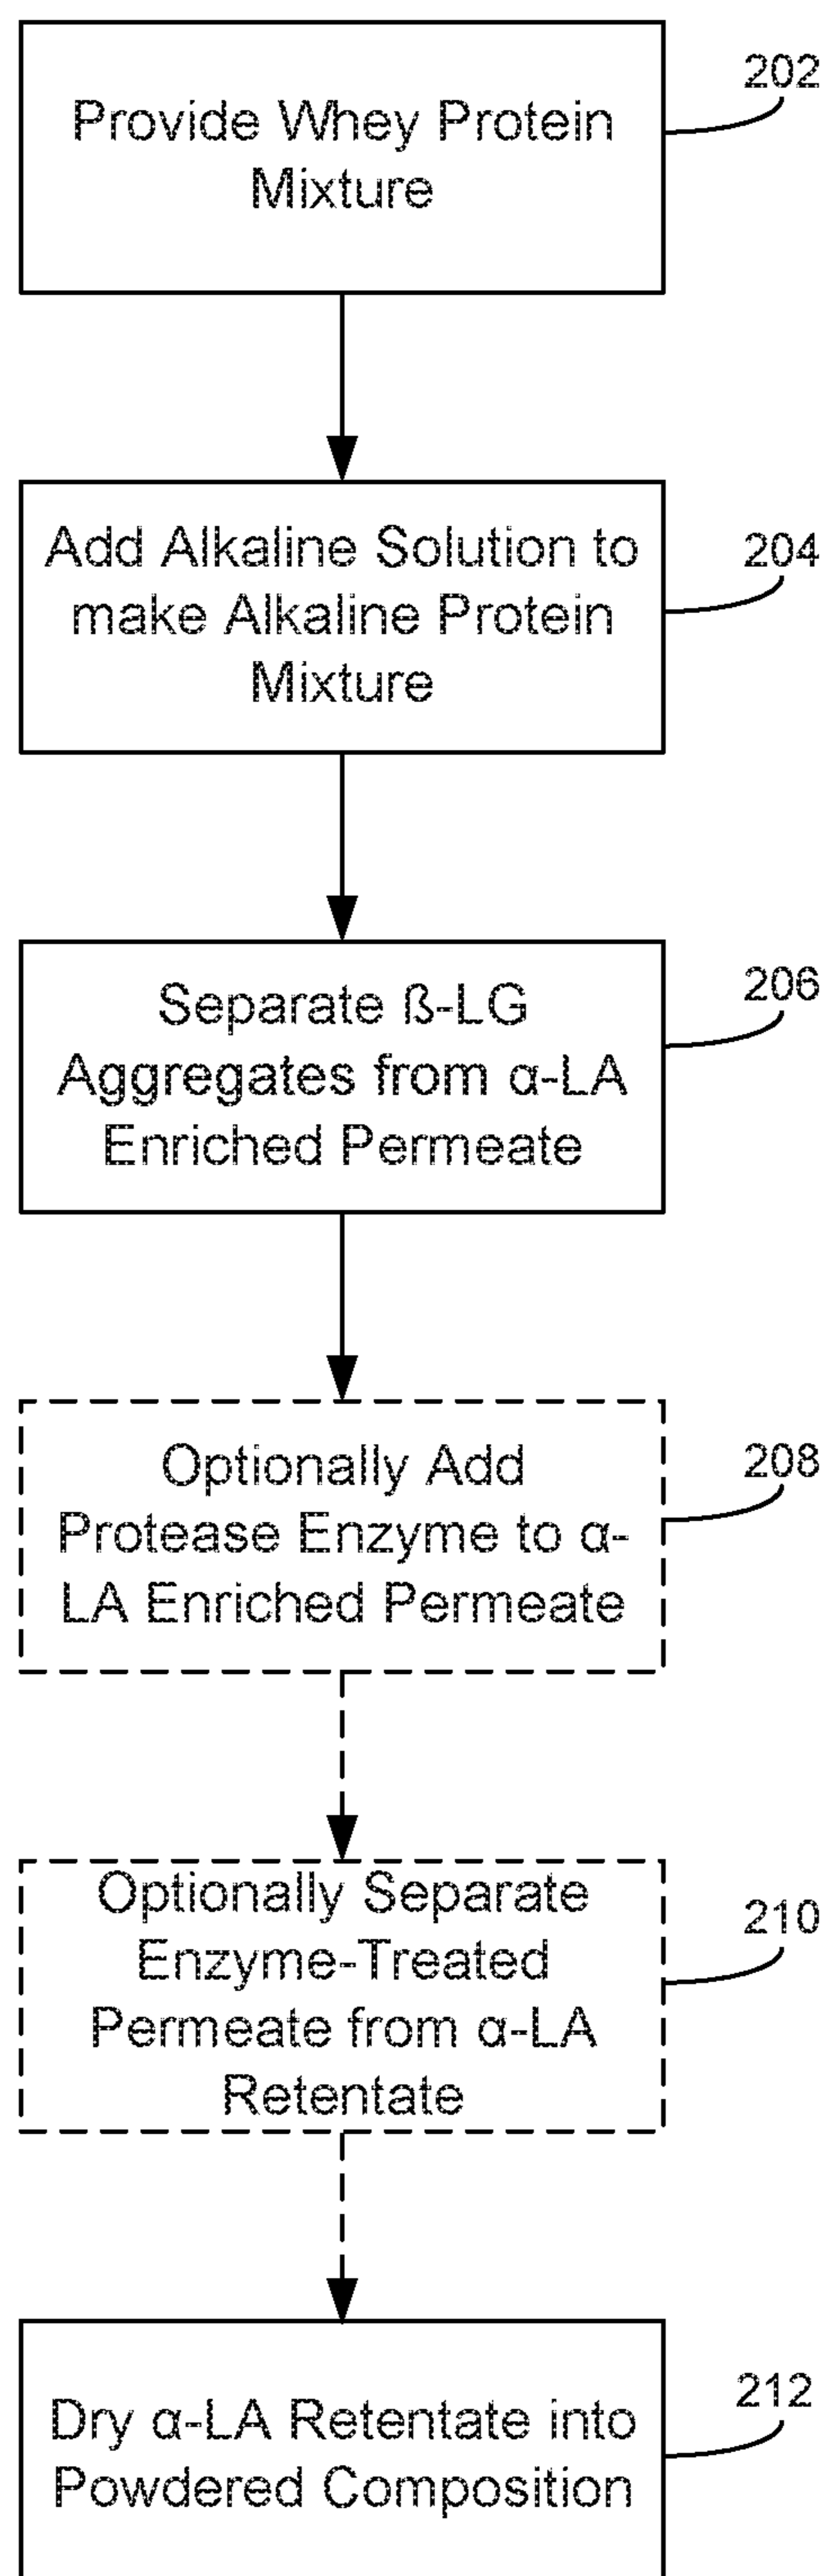 Provide Whey Protein
Mixture
202
Add Alkaline Solution to
make Alkaline Protein
Mixture
204
Separate ß-LG
Aggregates from α-LA
Enriched Permeate
206
Optionally Add
Protease Enzyme to α-
LA Enriched Permeate
208
Optionally Separate
Enzyme-Treated
Permeate from α-LA
Retentate
210
Dry α-LA Retentate into
Powdered Composition
212